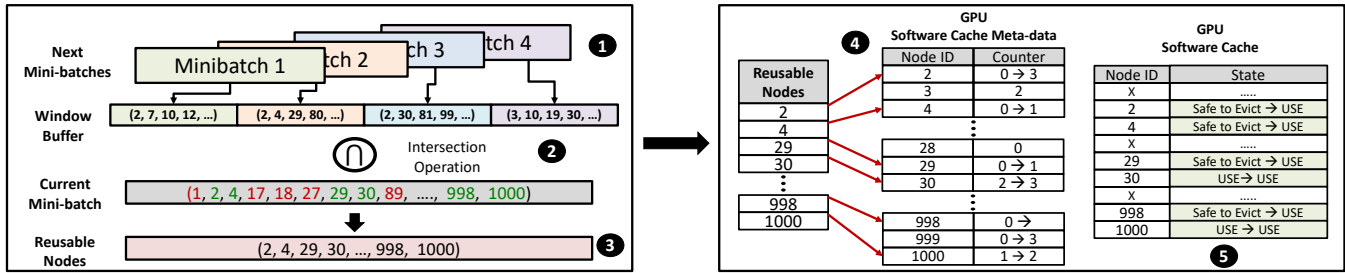 Next
Mini-batches
Minibatch 1
tch 2
ch 3
tch 4
1
Window
Buffer
(2, 7, 10, 12, ...)
(2, 4, 29, 80, ...)
(2, 30, 81, 99, ...)
(3, 10, 19, 30, ...)
∩
Intersection
Operation
2
Current
Mini-batch
(1, 2, 4, 17, 18, 27, 29, 30, 89, ...., 998, 1000)
Reusable
Nodes
(2, 4, 29, 30, ..., 998, 1000)
3
4
GPU
Software Cache Meta-data
Reusable
Nodes
2
4
29
30
998
1000
Node ID Counter
2 0 → 3
3 2
4 0 → 1
28 0
29 0 → 1
30 2 → 3
998 0 →
999 0 → 3
1000 1 → 2
GPU
Software Cache
Node ID State
X .....
2 Safe to Evict → USE
4 Safe to Evict → USE
X .....
29 Safe to Evict → USE
30 USE → USE
X .....
998 Safe to Evict → USE
1000 USE → USE
5